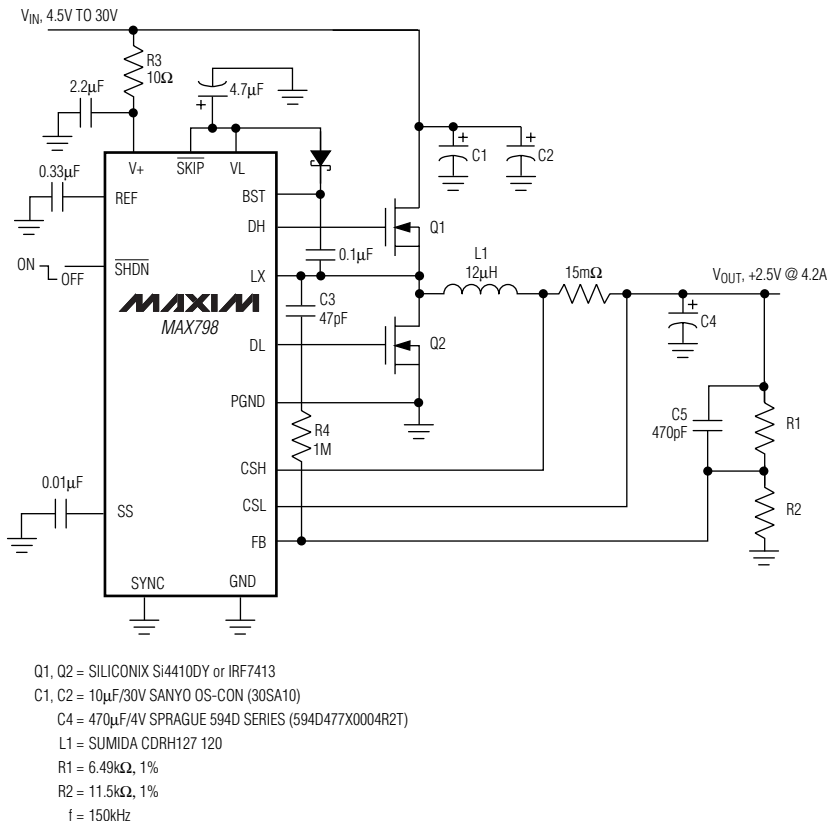 VIN, 4.5V TO 30V
R3
10Ω
2.2μF
4.7μF
+
+
C1
+
C2
0.33μF
V+
SKIP
VL
REF
BST
DH
Q1
0.1μF
ON
OFF
SHDN
LX
L1
12μH
15mΩ
VOUT, +2.5V @ 4.2A
MAXIM
MAX798
C3
47pF
+
C4
DL
Q2
PGND
R4
1M
C5
470pF
R1
CSH
0.01μF
SS
CSL
R2
FB
SYNC
GND
Q1, Q2 = SILICONIX Si4410DY or IRF7413
C1, C2 = 10μF/30V SANYO OS-CON (30SA10)
C4 = 470μF/4V SPRAGUE 594D SERIES (594D477X0004R2T)
L1 = SUMIDA CDRH127 120
R1 = 6.49kΩ, 1%
R2 = 11.5kΩ, 1%
f = 150kHz